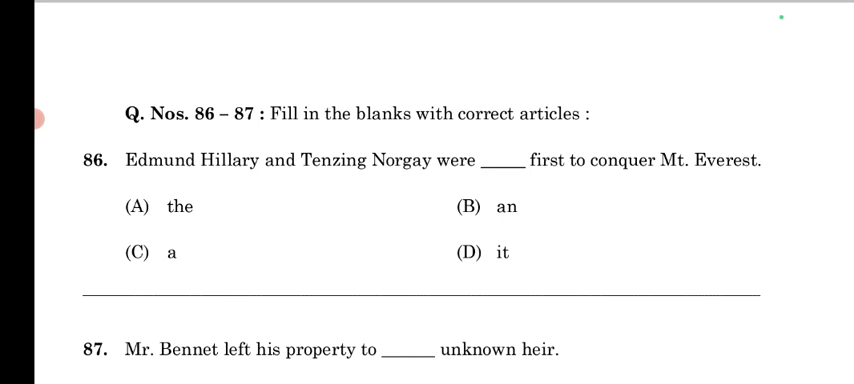 Q. Nos. 86 – 87 : Fill in the blanks with correct articles :
86. Edmund Hillary and Tenzing Norgay were _____ first to conquer Mt. Everest.
(A) the (B) an
(C) a (D) it
87. Mr. Bennet left his property to ______ unknown heir.